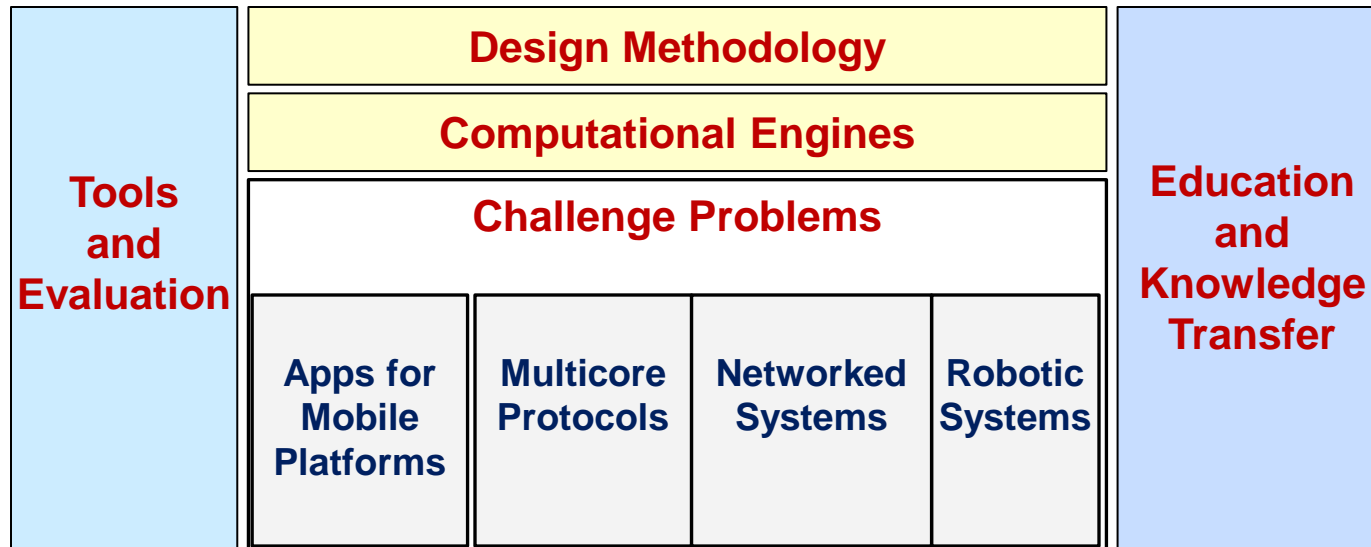 Design Methodology
Computational Engines
Tools
and
Evaluation
Challenge Problems
Apps for
Mobile
Platforms
Multicore
Protocols
Networked
Systems
Robotic
Systems
Education
and
Knowledge
Transfer